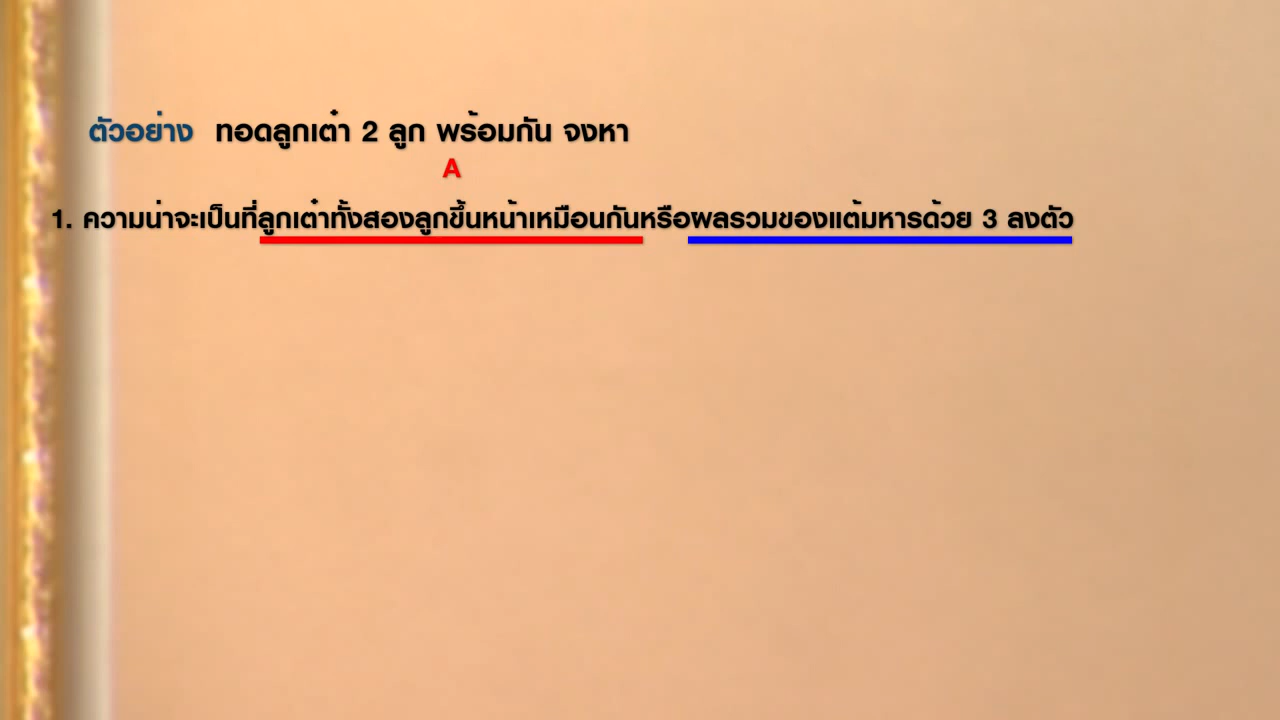 ตัวอย่าง ทอดลูกเต๋า 2 ลูก พร้อมกัน จงหา
A
1. ความน่าจะเป็นที่ลูกเต๋าทั้งสองลูกขึ้นหน้าเหมือนกันหรือผลรวมของแต้มหารด้วย 3 ลงตัว